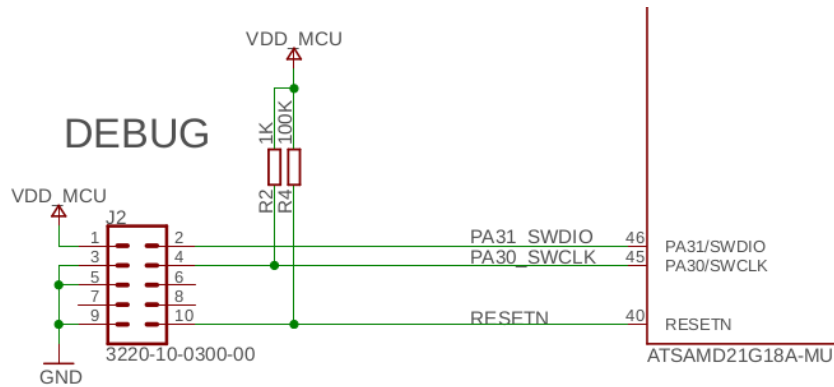 VDD_MCU
DEBUG
1K
100K
R2
R4
VDD_MCU
J2
1
2
3
4
5
6
7
8
9
10
3220-10-0300-00
GND
PA31_SWDIO
46
PA31/SWDIO
PA30_SWCLK
45
PA30/SWCLK
RESETN
40
RESETN
ATSAMD21G18A-MU